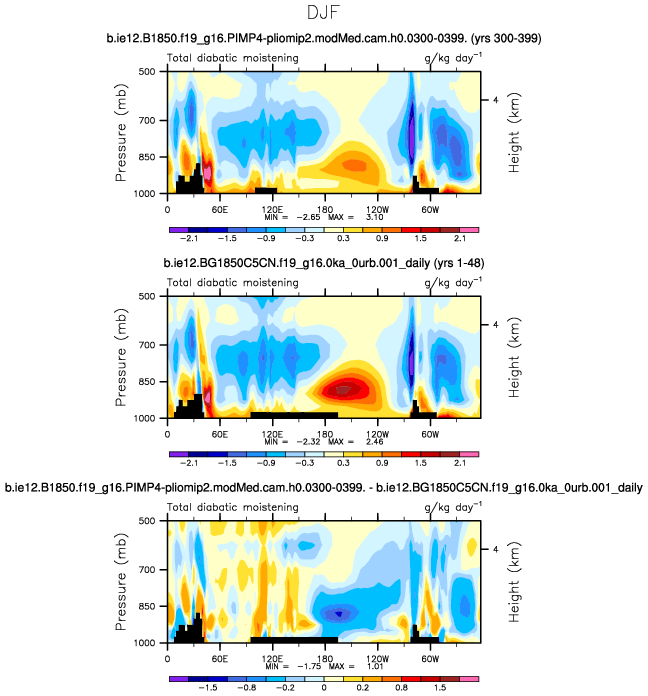 DJF
b.ie12.B1850.f19_g16.PIMP4-pliomip2.modMed.cam.h0.0300-0399. (yrs 300-399)
Total diabatic moistening g/kg day⁻¹
500
700
850
1000
Pressure (mb)
4
Height (km)
0 60E 120E 180 120W 60W
MIN = -2.65 MAX = 3.10
-2.1 -1.5 -0.9 -0.3 0.3 0.9 1.5 2.1
b.ie12.BG1850C5CN.f19_g16.0ka_0urb.001_daily (yrs 1-48)
Total diabatic moistening g/kg day⁻¹
500
700
850
1000
Pressure (mb)
4
Height (km)
0 60E 120E 180 120W 60W
MIN = -2.32 MAX = 2.46
-2.1 -1.5 -0.9 -0.3 0.3 0.9 1.5 2.1
b.ie12.B1850.f19_g16.PIMP4-pliomip2.modMed.cam.h0.0300-0399. - b.ie12.BG1850C5CN.f19_g16.0ka_0urb.001_daily
Total diabatic moistening g/kg day⁻¹
500
700
850
1000
Pressure (mb)
4
Height (km)
0 60E 120E 180 120W 60W
MIN = -1.75 MAX = 1.01
-1.5 -0.8 -0.2 0 0.2 0.8 1.5